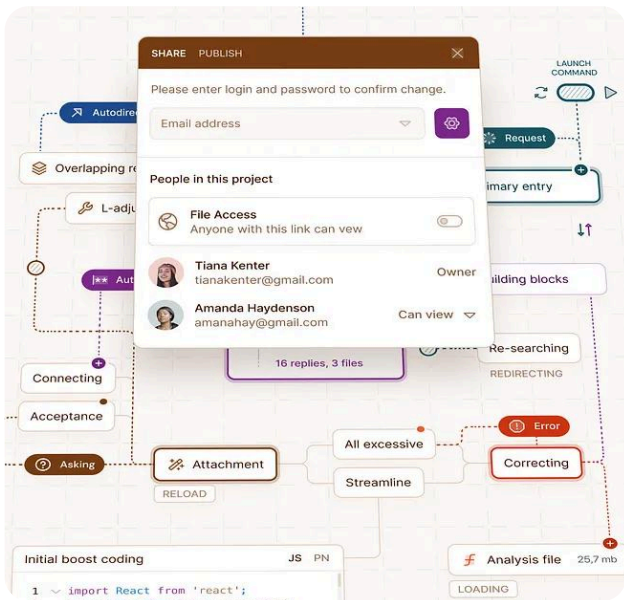 SHARE PUBLISH
Please enter login and password to confirm change.
Email address
People in this project
File Access
Anyone with this link can vew
Tiana Kenter
tianakenter@gmail.com
Owner
Amanda Haydenson
amanahay@gmail.com
Can view
LAUNCH
COMMAND
Request
Overlapping
entry
blocks
16 replies, 3 files
Re-searching
REDIRECTING
Connecting
Acceptance
Asking
Attachment
RELOAD
All excessive
Streamline
Error
Correcting
Initial boost coding
JS PN
1 import React from 'react';
Analysis file 25,7 mb
LOADING